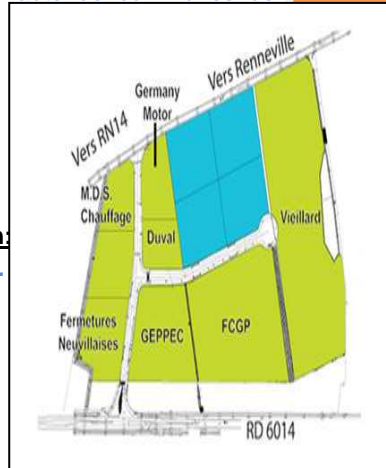 Vers Renneville
Germany
Motor
Vers RN14
M.D.S.
Chauffage
Duval
Vieillard
Fermetures
Neuvillaises
GEPPEC
FCGP
RD 6014